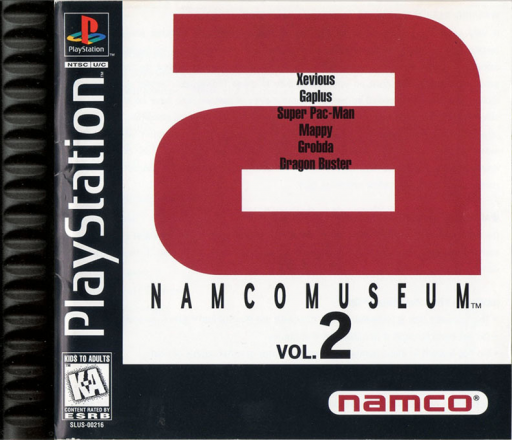 PlayStation
NTSC U/C
PlayStation™
KIDS TO ADULTS
K-A
CONTENT RATED BY
ESRB
SLUS-00216
a
Xevious
Gaplus
Super Pac-Man
Mappy
Grobda
Dragon Buster
NAMCOMUSEUM™
VOL.2
namco®